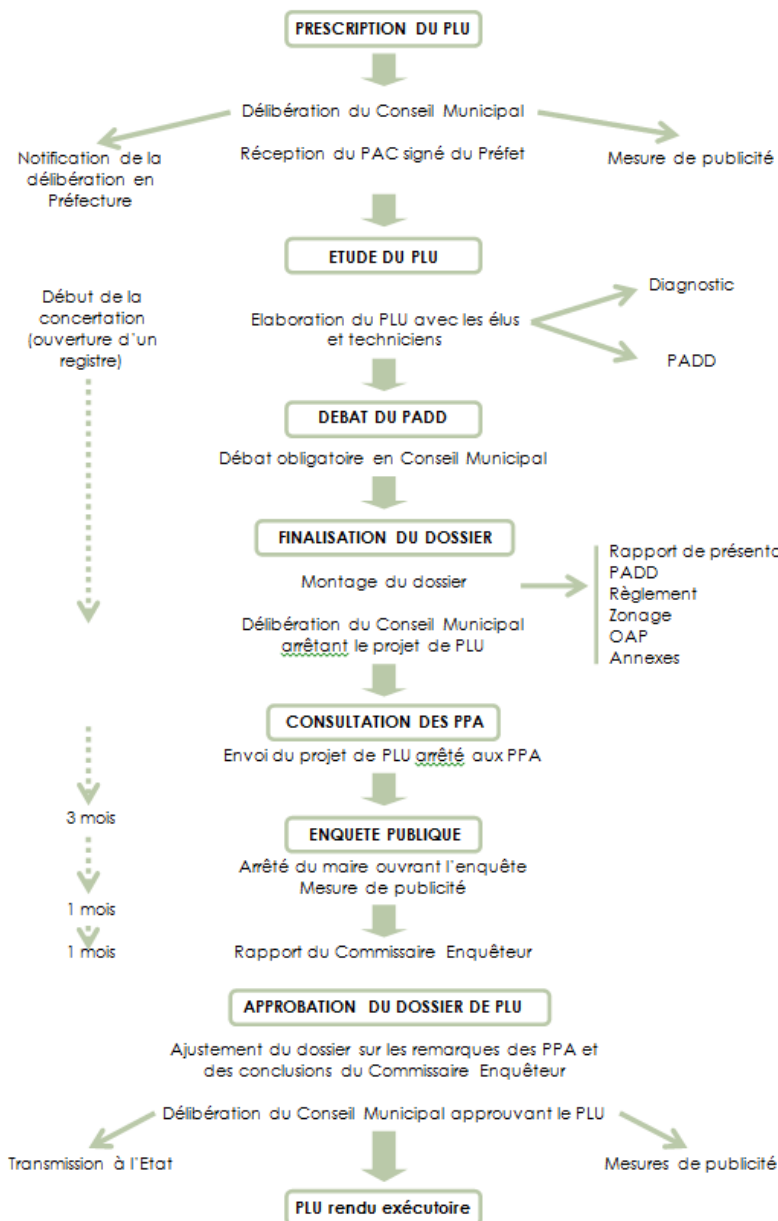 PRESCRIPTION DU PLU
Délibération du Conseil Municipal
Notification de la
délibération en
Préfecture
Réception du PAC signé du Préfet
Mesure de publicité
ETUDE DU PLU
Début de la
concertation
(ouverture d'un
registre)
Elaboration du PLU avec les élus
et techniciens
Diagnostic
PADD
DEBAT DU PADD
Débat obligatoire en Conseil Municipal
FINALISATION DU DOSSIER
Montage du dossier
Rapport de présenta
PADD
Règlement
Zonage
OAP
Annexes
Délibération du Conseil Municipal
arrêtant le projet de PLU
CONSULTATION DES PPA
Envoi du projet de PLU arrêté aux PPA
3 mois
ENQUETE PUBLIQUE
Arrêté du maire ouvrant l'enquête
Mesure de publicité
1 mois
1 mois
Rapport du Commissaire Enquêteur
APPROBATION DU DOSSIER DE PLU
Ajustement du dossier sur les remarques des PPA et
des conclusions du Commissaire Enquêteur
Délibération du Conseil Municipal approuvant le PLU
Transmission à l'Etat
Mesures de publicité
PLU rendu exécutoire